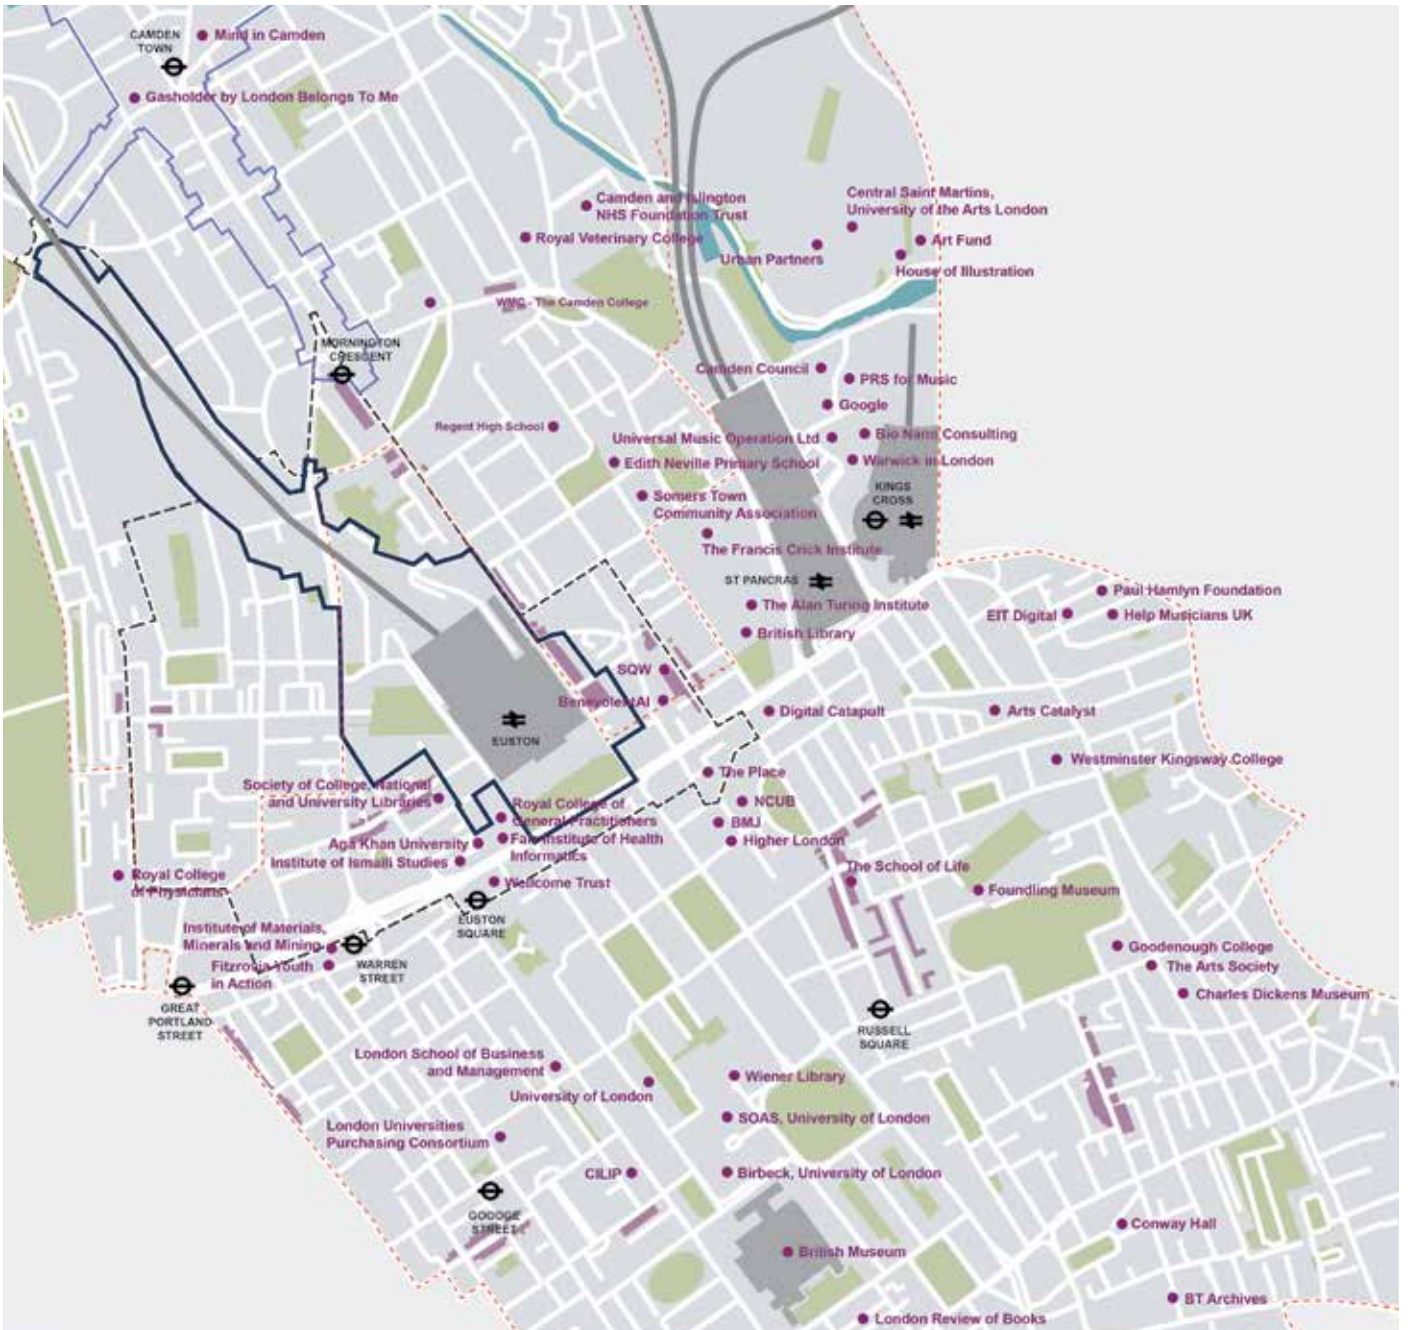 CAMDEN
TOWN
Mind in Camden
Gasholder by London Belongs To Me
Camden and Islington
NHS Foundation Trust
Royal Veterinary College
Central Saint Martins,
University of the Arts London
Art Fund
Urban Partners
House of Illustration
WMC - The Camden College
MORNINGTON
CRESCENT
Camden Council
PRS for Music
Google
Regent High School
Universal Music Operation Ltd
Bio Nano Consulting
Edith Neville Primary School
Warwick in London
KINGS
CROSS
Somers Town
Community Association
The Francis Crick Institute
ST PANCRAS
The Alan Turing Institute
British Library
Paul Hamlyn Foundation
EIT Digital
Help Musicians UK
SQW
BenevolentAI
Digital Catapult
Arts Catalyst
EUSTON
Westminster Kingsway College
The Place
Society of College, National
and University Libraries
Royal College of
General Practitioners
NCUB
BMJ
Higher London
Aga Khan University
Farr Institute of Health
Informatics
Institute of Ismaili Studies
The School of Life
Royal College
of Physicians
Wellcome Trust
Foundling Museum
EUSTON
SQUARE
Institute of Materials,
Minerals and Mining
WARREN
STREET
Fitzrovia Youth
in Action
Goodenough College
The Arts Society
Charles Dickens Museum
GREAT
PORTLAND
STREET
RUSSELL
SQUARE
London School of Business
and Management
University of London
Wiener Library
SOAS, University of London
London Universities
Purchasing Consortium
CILIP
Birbeck, University of London
GOODGE
STREET
Conway Hall
British Museum
BT Archives
London Review of Books